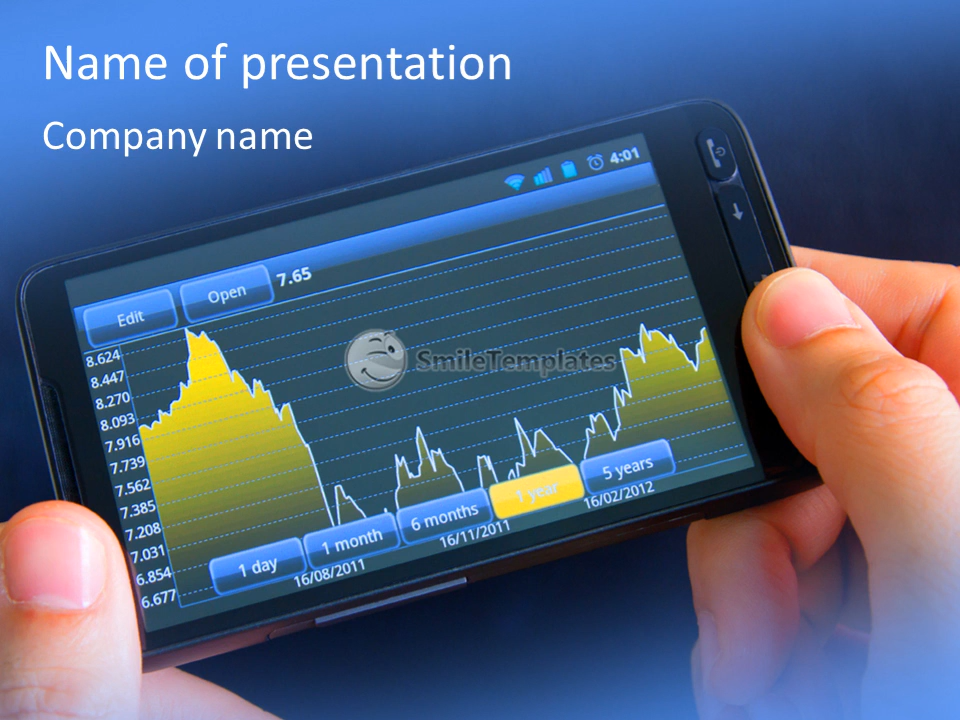 Name of presentation
Company name
4:01
Edit
Open
7.65
8.624
8.447
8.270
8.093
7.916
7.739
7.562
7.385
7.208
7.031
6.854
6.677
SmileTemplates
1 day
1 month
6 months
1 year
5 years
16/08/2011
16/11/2011
16/02/2012